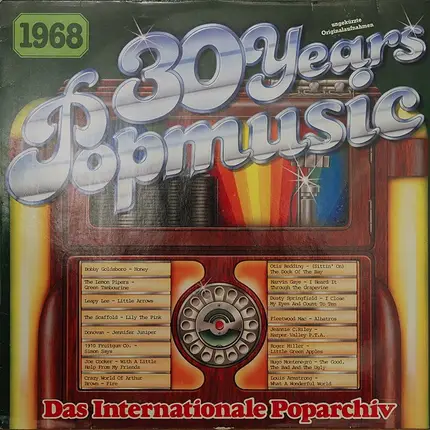 1968
ungekürzte
Originalaufnahmen
30 Years
Popmusic
Bobby Goldsboro - Honey
The Lemon Pipers -
Green Tambourine
Leapy Lee - Little Arrows
The Scaffold - Lily The Pink
Donovan - Jennifer Juniper
1910 Fruitgum Co. -
Simon Says
Joe Cocker - With A Little
Help From My Friends
Crazy World Of Arthur
Brown - Fire
Otis Redding - (Sittin' On)
The Dock Of The Bay
Marvin Gaye - I Heard It
Through The Grapevine
Dusty Springfield - I Close
My Eyes And Count To Ten
Fleetwood Mac - Albatros
Jeannie C.Riley -
Harper Valley P.T.A.
Roger Miller -
Little Green Apples
Hugo Montenegro - The Good,
The Bad And The Ugly
Louis Armstrong -
What A Wonderful World
Das Internationale Poparchiv